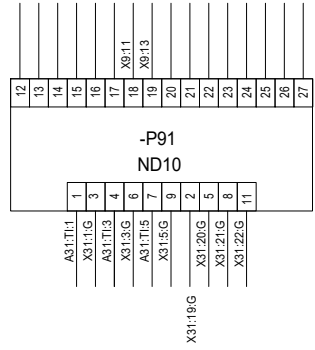 X9:11
X9:13
12 13 14 15 16 17 18 19 20 21 22 23 24 25 26 27
-P91
ND10
1 3 4 6 7 9 2 5 8 11
A31:TI:1
X31:1:G
A31:TI:3
X31:3:G
A31:TI:5
X31:5:G
X31:19:G
X31:20:G
X31:21:G
X31:22:G